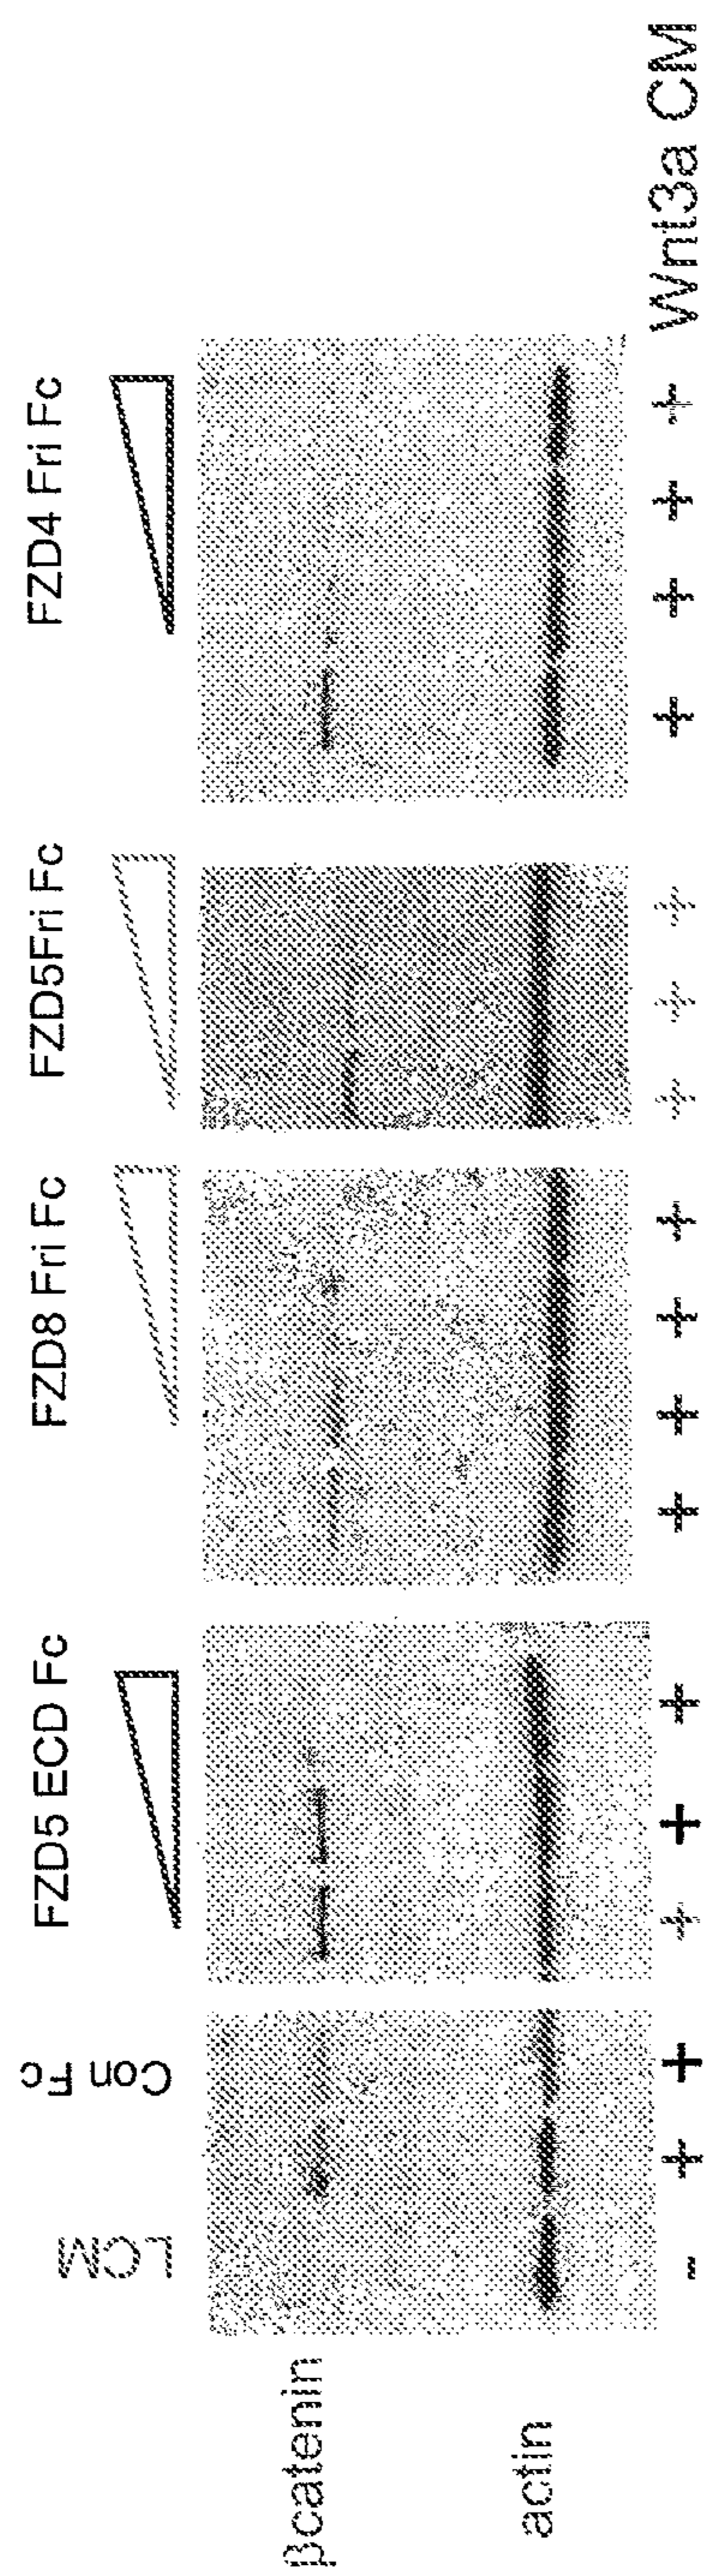 LCM Con Fc FZD5 ECD Fc FZD8 Fri Fc FZD5Fri Fc FZD4 Fri Fc
βcatenin
actin
- + + + + + + + + + + + + + + + + Wnt3a CM